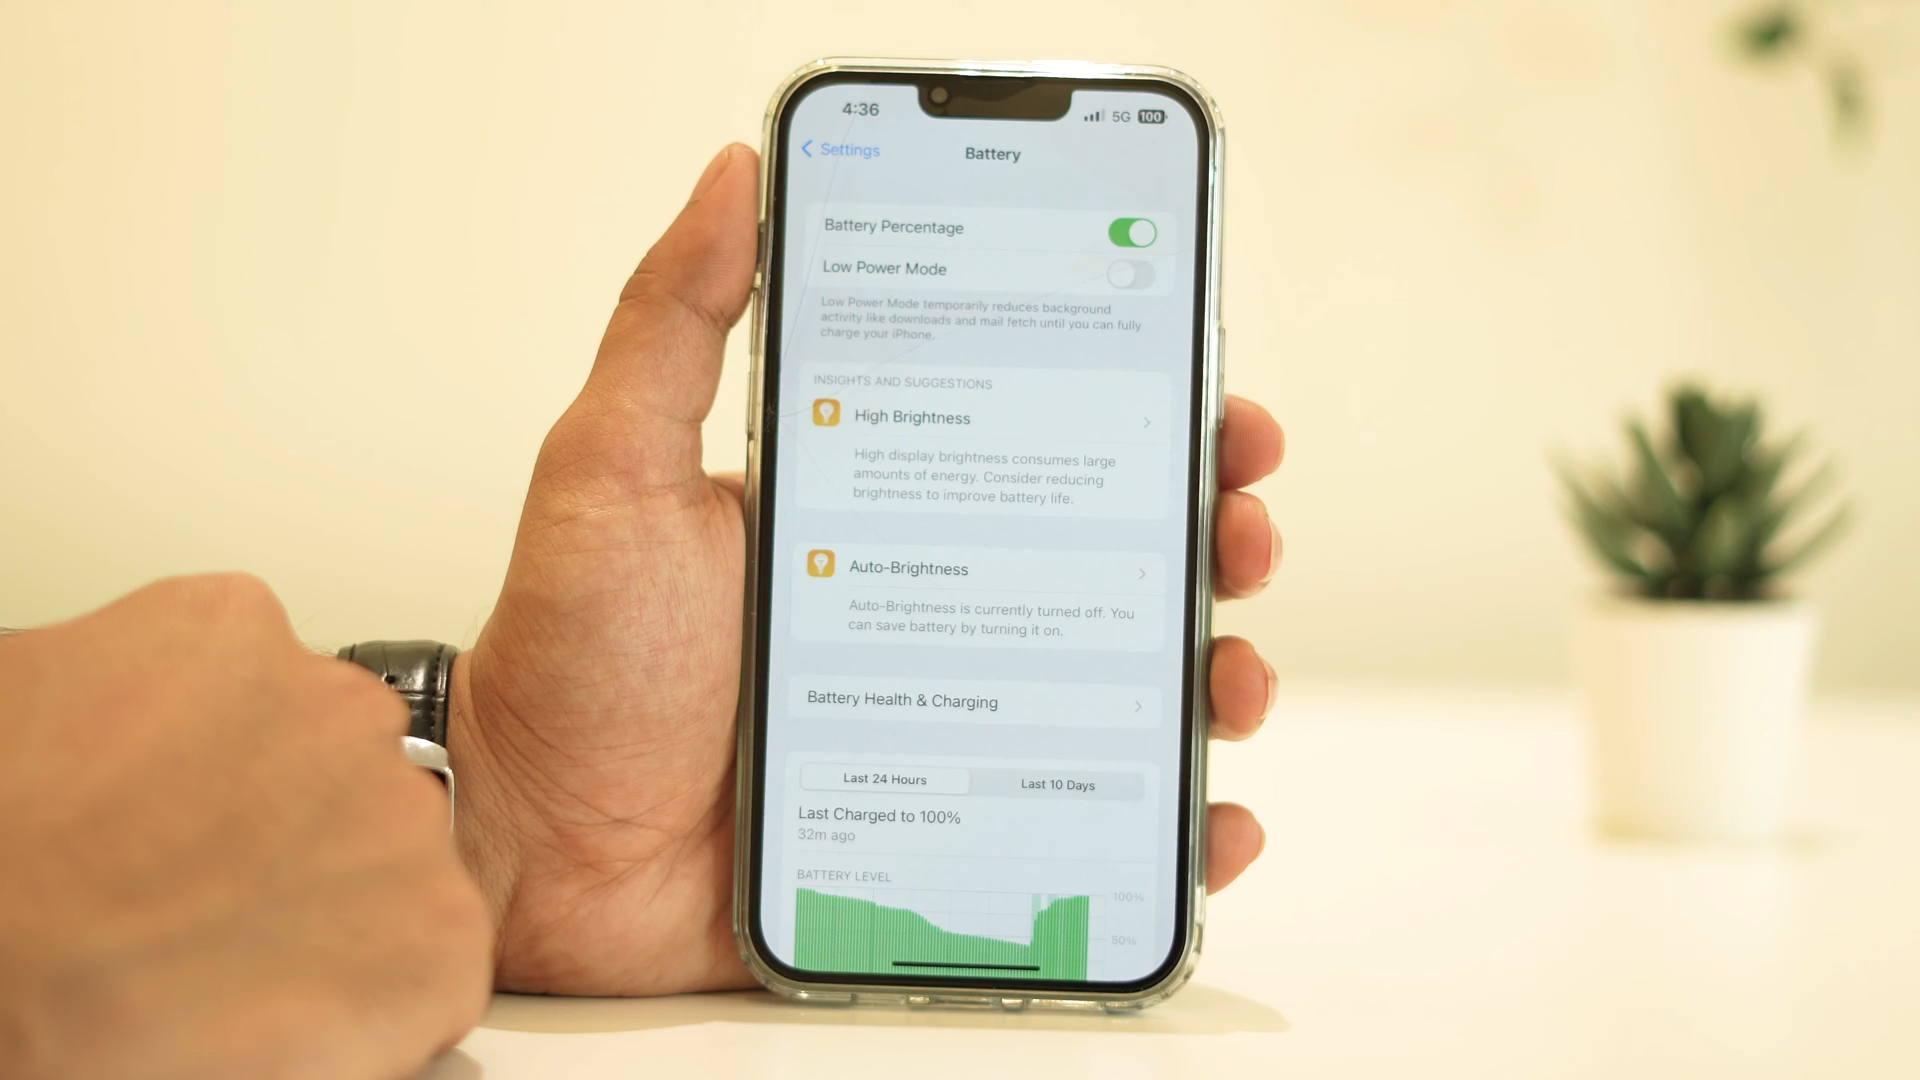 4:36
5G 100
Settings
Battery
Battery Percentage
Low Power Mode
Low Power Mode temporarily reduces background
activity like downloads and mail fetch until you can fully
charge your iPhone.
INSIGHTS AND SUGGESTIONS
High Brightness
High display brightness consumes large
amounts of energy. Consider reducing
brightness to improve battery life.
Auto-Brightness
Auto-Brightness is currently turned off. You
can save battery by turning it on.
Battery Health & Charging
Last 24 Hours
Last 10 Days
Last Charged to 100%
32m ago
BATTERY LEVEL
100%
50%